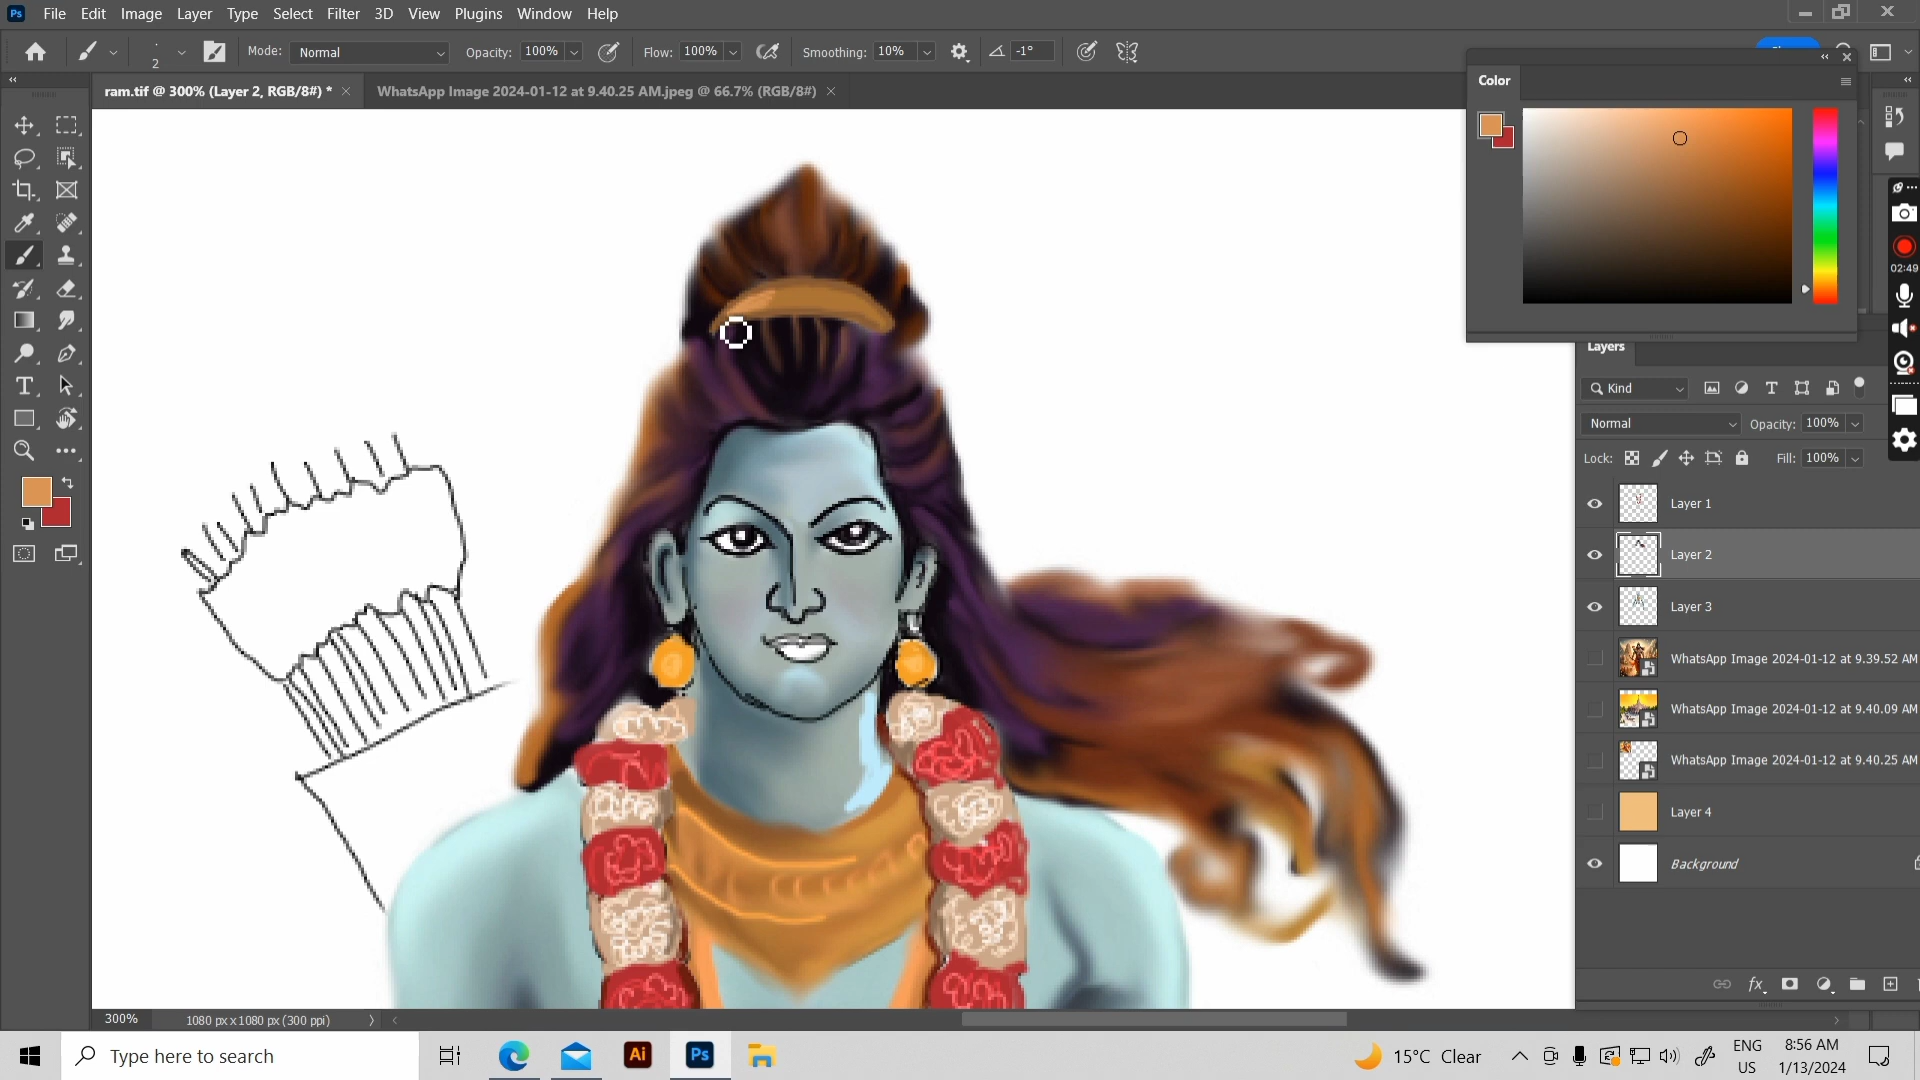 Ps File Edit Image Layer Type Select Filter 3D View Plugins Window Help
2 Mode: Normal Opacity: 100% Flow: 100% Smoothing: 10% -1°
ram.tif @ 300% (Layer 2, RGB/8#) * WhatsApp Image 2024-01-12 at 9.40.25 AM.jpeg @ 66.7% (RGB/8#)
Color
02:49
Layers
Kind
Normal Opacity: 100%
Lock: Fill: 100%
Layer 1
Layer 2
Layer 3
WhatsApp Image 2024-01-12 at 9.39.52 AM
WhatsApp Image 2024-01-12 at 9.40.09 AM
WhatsApp Image 2024-01-12 at 9.40.25 AM
Layer 4
Background
fx
300% 1080 px x 1080 px (300 ppi)
Type here to search
Ai Ps
15°C Clear
ENG
US
8:56 AM
1/13/2024